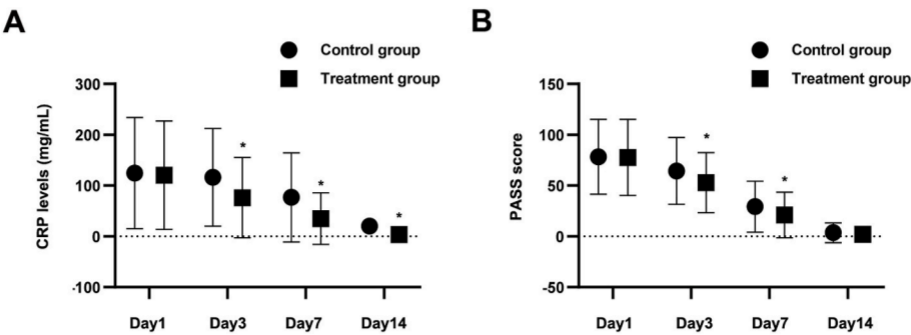 A
Control group
Treatment group
300
200
100
0
-100
CRP levels (mg/mL)
*
*
*
Day1 Day3 Day7 Day14
B
Control group
Treatment group
150
100
50
0
-50
PASS score
*
*
Day1 Day3 Day7 Day14